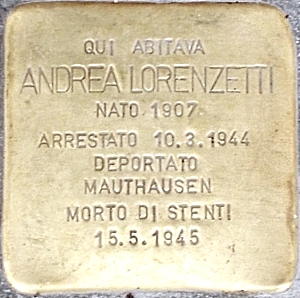 QUI ABITAVA
ANDREA LORENZETTI
NATO 1907
ARRESTATO 10.3.1944
DEPORTATO
MAUTHAUSEN
MORTO DI STENTI
15.5.1945